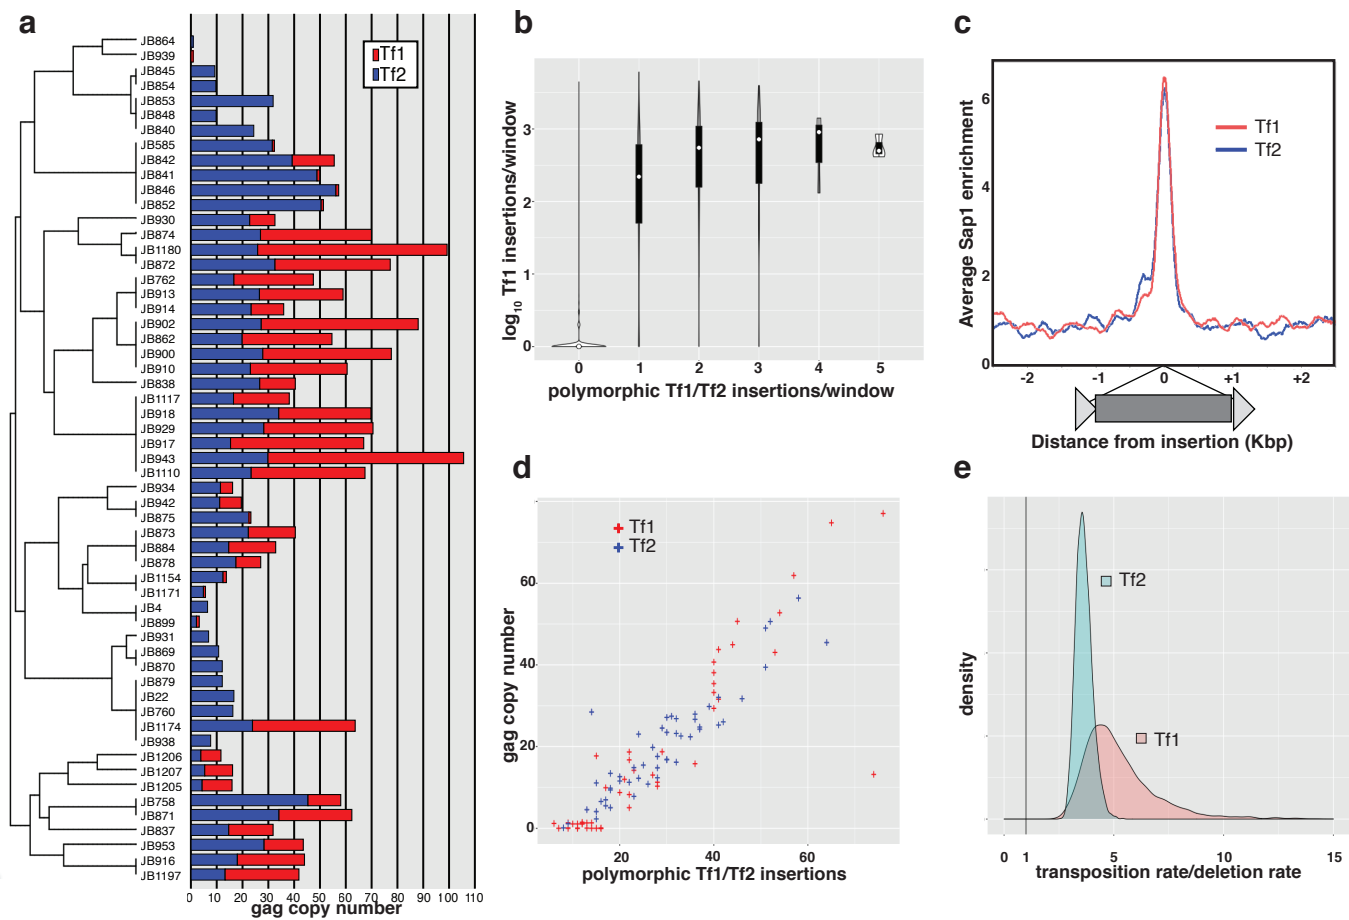 a
JB864
JB939
JB845
JB854
JB853
JB848
JB840
JB585
JB842
JB841
JB846
JB852
JB930
JB874
JB1180
JB872
JB762
JB913
JB914
JB902
JB862
JB900
JB910
JB838
JB1117
JB918
JB929
JB917
JB943
JB1110
JB934
JB942
JB875
JB873
JB884
JB878
JB1154
JB1171
JB4
JB899
JB931
JB869
JB870
JB879
JB22
JB760
JB1174
JB938
JB1206
JB1207
JB1205
JB758
JB871
JB837
JB953
JB916
JB1197
Tf1
Tf2
0 10 20 30 40 50 60 70 80 90 100 110
gag copy number
b
log10 Tf1 insertions/window
3
2
1
0
0 1 2 3 4 5
polymorphic Tf1/Tf2 insertions/window
c
Average Sap1 enrichment
6
4
2
0
Tf1
Tf2
-2 -1 0 +1 +2
Distance from insertion (Kbp)
d
gag copy number
60
40
20
0
Tf1
Tf2
20 40 60
polymorphic Tf1/Tf2 insertions
e
density
Tf2
Tf1
0 1 5 10 15
transposition rate/deletion rate